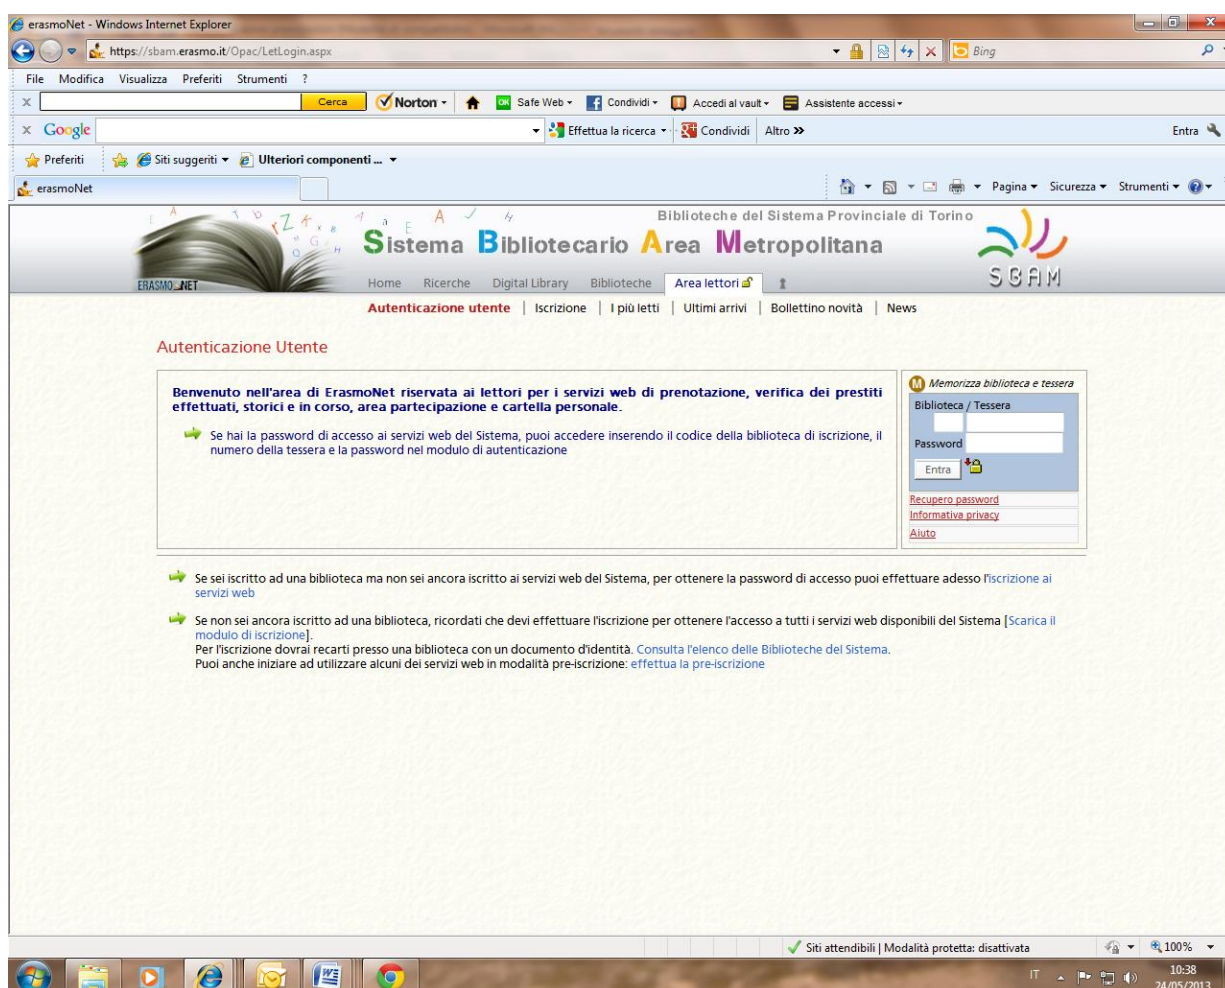 erasmoNet - Windows Internet Explorer
https://sbam.erasmo.it/Opac/LetLogin.aspx Bing
File Modifica Visualizza Preferiti Strumenti ?
x Cerca Norton Safe Web Condividi Accedi al vault Assistente accessi
x Google Effettua la ricerca Condividi Altro » Entra
Preferiti Siti suggeriti Ulteriori componenti ...
erasmoNet Pagina Sicurezza Strumenti
Biblioteche del Sistema Provinciale di Torino
Sistema Bibliotecario Area Metropolitana
SBAM
ERASMO_NET
Home Ricerche Digital Library Biblioteche Area lettori
Autenticazione utente | Iscrizione | I più letti | Ultimi arrivi | Bollettino novità | News
Autenticazione Utente
Benvenuto nell'area di ErasmoNet riservata ai lettori per i servizi web di prenotazione, verifica dei prestiti
effettuati, storici e in corso, area partecipazione e cartella personale.
Se hai la password di accesso ai servizi web del Sistema, puoi accedere inserendo il codice della biblioteca di iscrizione, il
numero della tessera e la password nel modulo di autenticazione
M Memorizza biblioteca e tessera
Biblioteca / Tessera
Password
Entra
Recupero password
Informativa privacy
Aiuto
Se sei iscritto ad una biblioteca ma non sei ancora iscritto ai servizi web del Sistema, per ottenere la password di accesso puoi effettuare adesso l'iscrizione ai
servizi web
Se non sei ancora iscritto ad una biblioteca, ricordati che devi effettuare l'iscrizione per ottenere l'accesso a tutti i servizi web disponibili del Sistema [Scarica il
modulo di iscrizione].
Per l'iscrizione dovrai recarti presso una biblioteca con un documento d'identità. Consulta l'elenco delle Biblioteche del Sistema.
Puoi anche iniziare ad utilizzare alcuni dei servizi web in modalità pre-iscrizione: effettua la pre-iscrizione
Siti attendibili | Modalità protetta: disattivata 100%
IT 10:38
24/05/2013